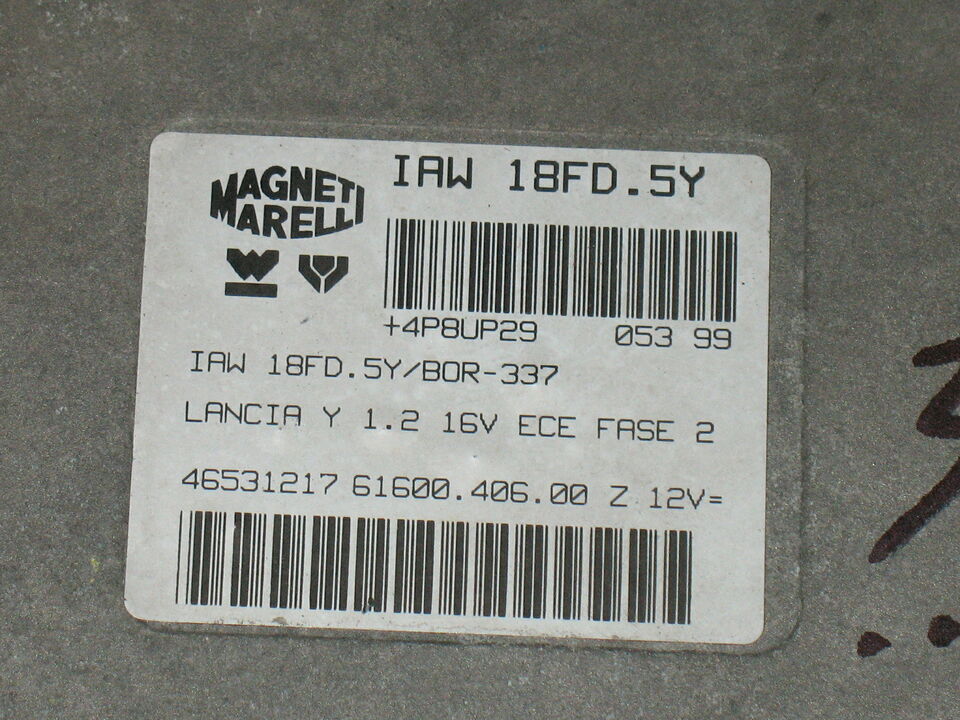 MAGNETI
MARELLI
IAW 18FD.5Y
+4P8UP29 053 99
IAW 18FD.5Y/BOR-337
LANCIA Y 1.2 16V ECE FASE 2
46531217 61600.406.00 Z 12V=